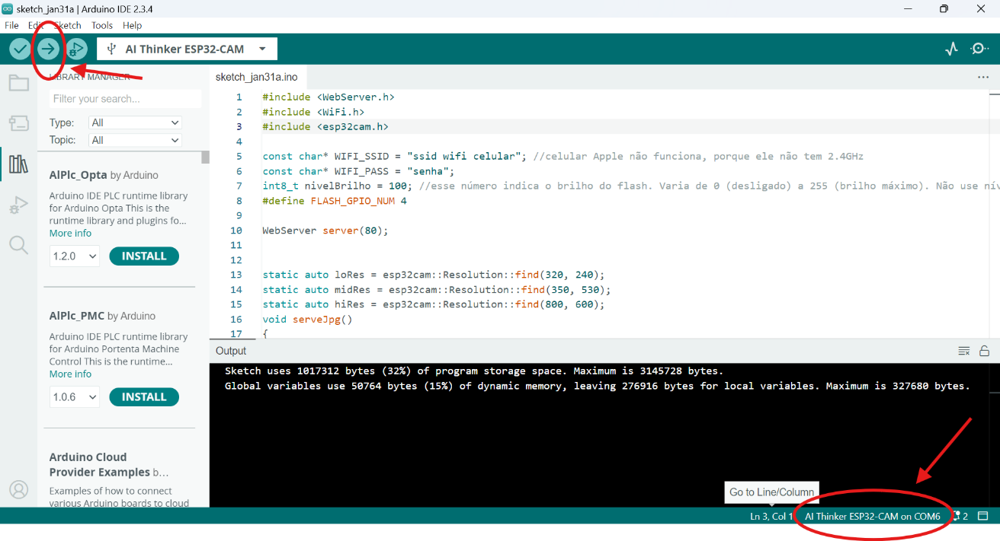 sketch_jan31a | Arduino IDE 2.3.4
File Edit Sketch Tools Help
AI Thinker ESP32-CAM
LIBRARY MANAGER
Filter your search...
Type: All
Topic: All
AlPlc_Opta by Arduino
Arduino IDE PLC runtime library
for Arduino Opta This is the
runtime library and plugins fo...
More info
1.2.0 INSTALL
AlPlc_PMC by Arduino
Arduino IDE PLC runtime library
for Arduino Portenta Machine
Control This is the runtime...
More info
1.0.6 INSTALL
Arduino Cloud
Provider Examples b...
Examples of how to connect
various Arduino boards to cloud
sketch_jan31a.ino
1 #include <WebServer.h>
2 #include <WiFi.h>
3 #include <esp32cam.h>
4
5 const char* WIFI_SSID = "ssid wifi celular"; //celular Apple não funciona, porque ele não tem 2.4GHz
6 const char* WIFI_PASS = "senha";
7 int8_t nivelBrilho = 100; //esse número indica o brilho do flash. Varia de 0 (desligado) a 255 (brilho máximo). Não use nív
8 #define FLASH_GPIO_NUM 4
9
10 WebServer server(80);
11
12
13 static auto loRes = esp32cam::Resolution::find(320, 240);
14 static auto midRes = esp32cam::Resolution::find(350, 530);
15 static auto hiRes = esp32cam::Resolution::find(800, 600);
16 void serveJpg()
17 {
Output
Sketch uses 1017312 bytes (32%) of program storage space. Maximum is 3145728 bytes.
Global variables use 50764 bytes (15%) of dynamic memory, leaving 276916 bytes for local variables. Maximum is 327680 bytes.
Go to Line/Column
Ln 3, Col 1 AI Thinker ESP32-CAM on COM6 2